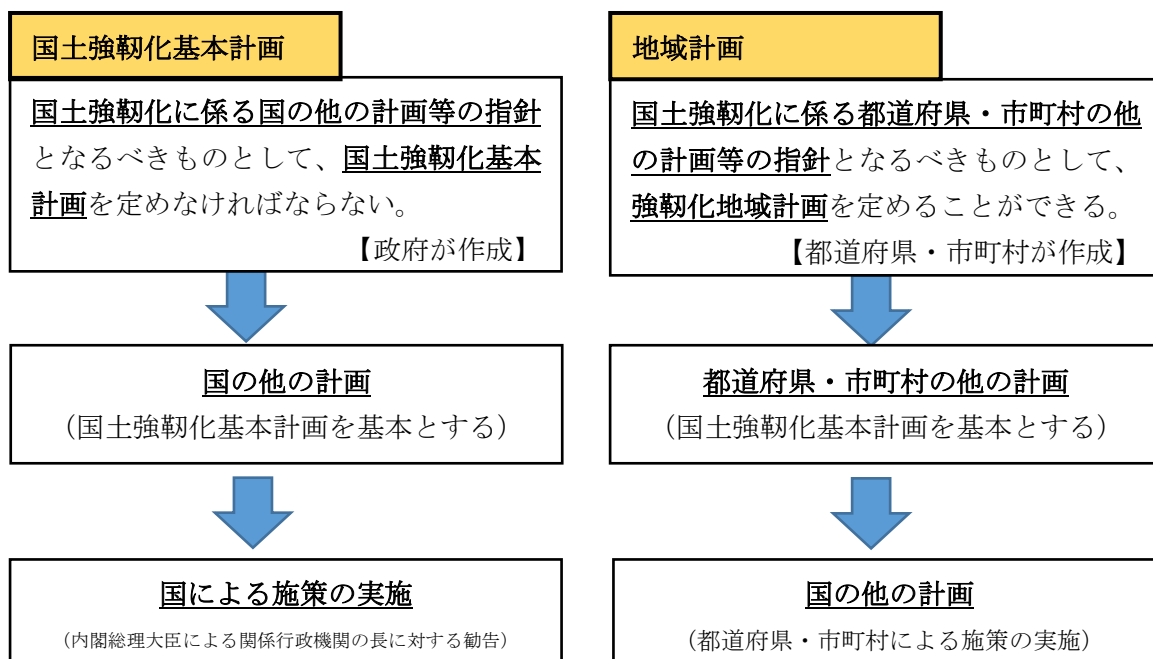 国土強靱化基本計画
国土強靱化に係る国の他の計画等の指針
となるべきものとして、国土強靱化基本
計画を定めなければならない。
【政府が作成】
国の他の計画
（国土強靱化基本計画を基本とする）
国による施策の実施
（内閣総理大臣による関係行政機関の長に対する勧告）
地域計画
国土強靱化に係る都道府県・市町村の他
の計画等の指針となるべきものとして、
強靱化地域計画を定めることができる。
【都道府県・市町村が作成】
都道府県・市町村の他の計画
（国土強靱化基本計画を基本とする）
国の他の計画
（都道府県・市町村による施策の実施）